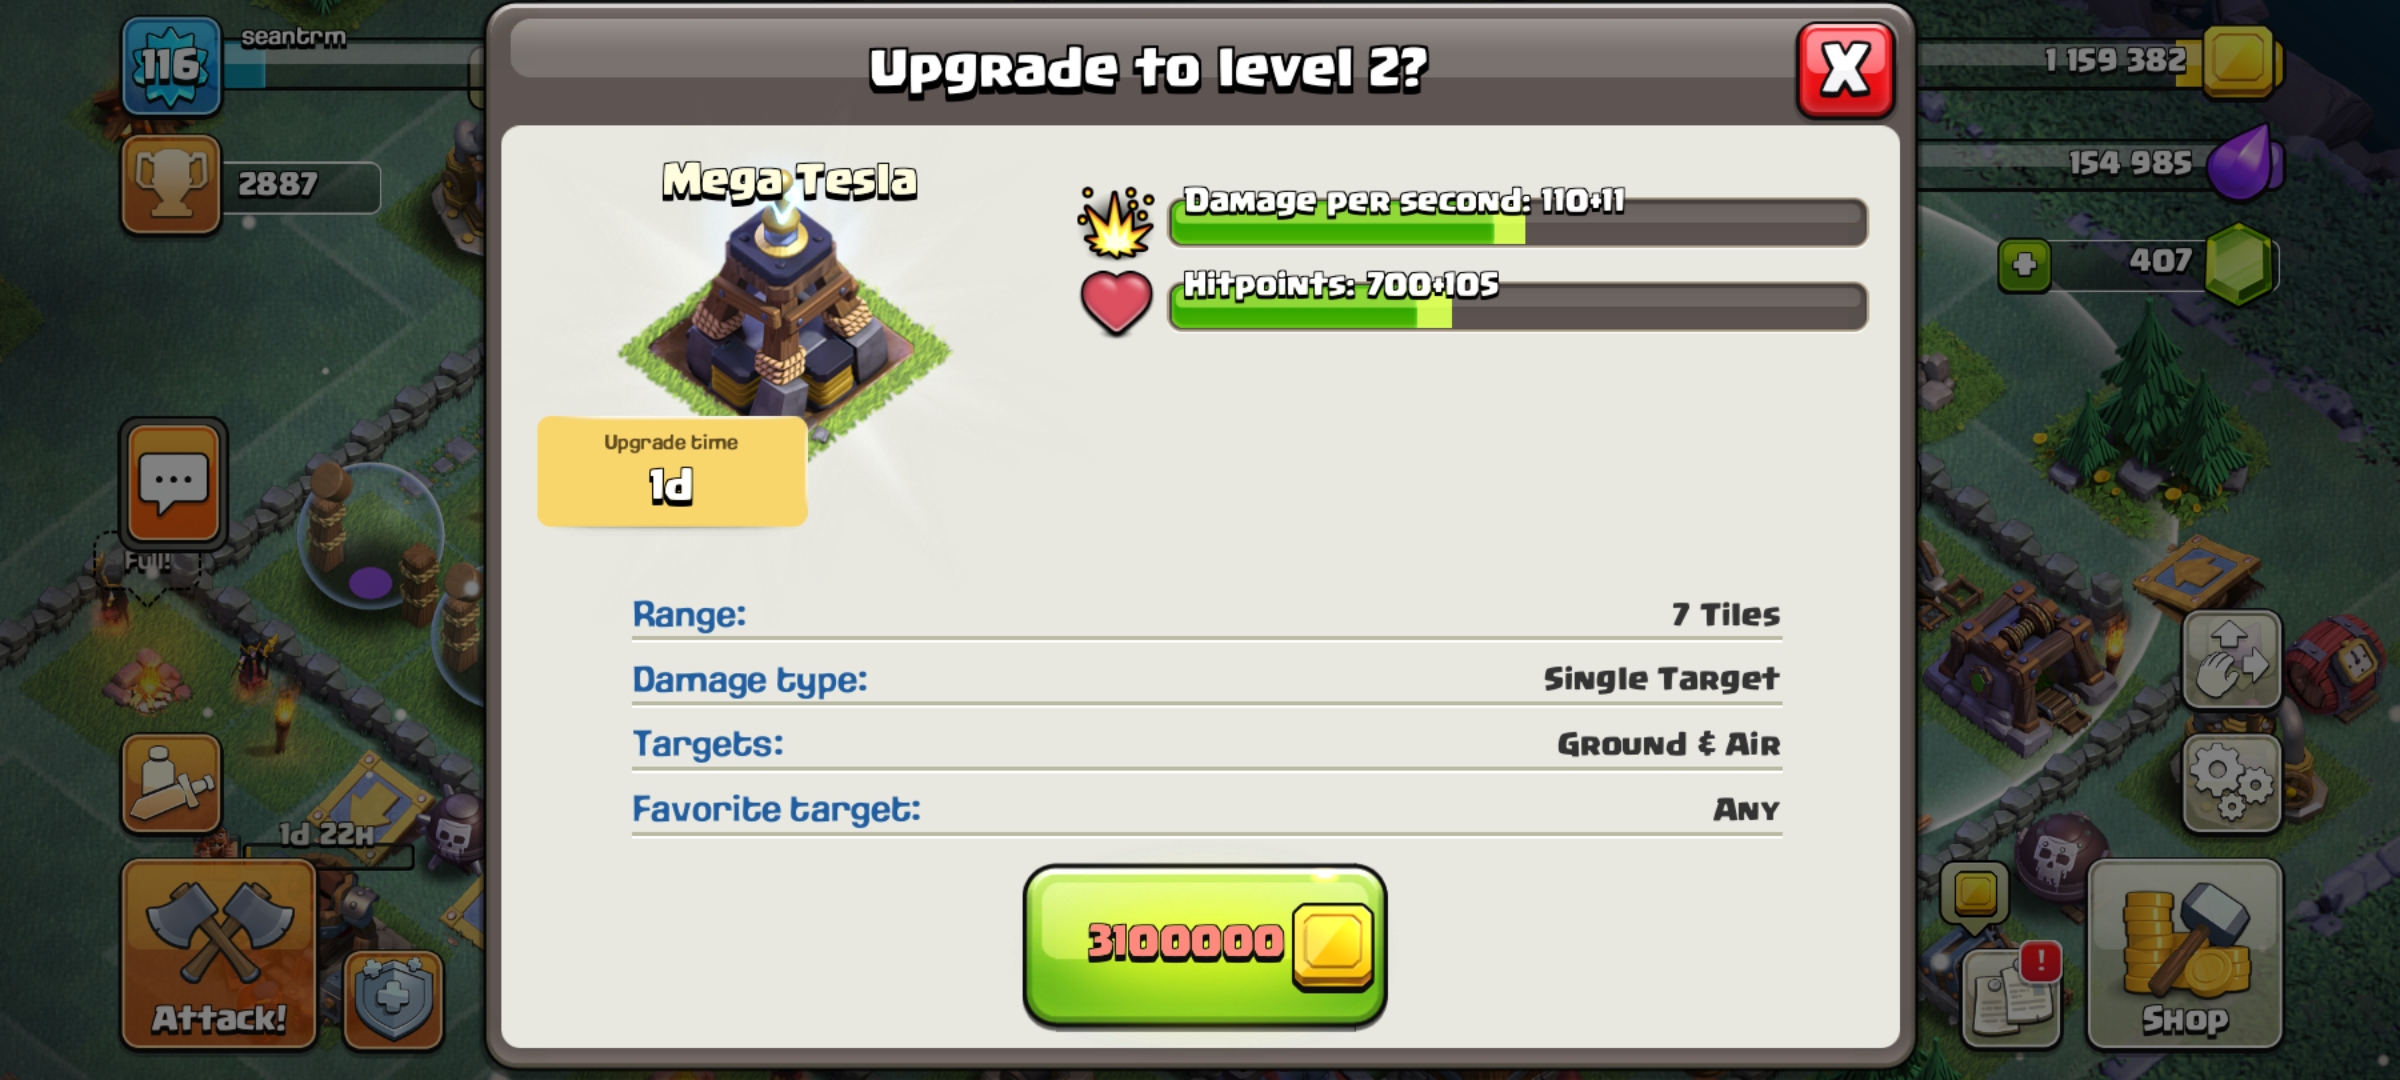 116
seantrm
2887
Full!
1d 22H
Attack!
Upgrade to level 2?
X
Mega Tesla
Damage per second: 110+11
Hitpoints: 700+105
Upgrade time
1d
Range: 7 Tiles
Damage type: Single Target
Targets: Ground & Air
Favorite target: Any
3100000
1 159 382
154 985
407
!
Shop